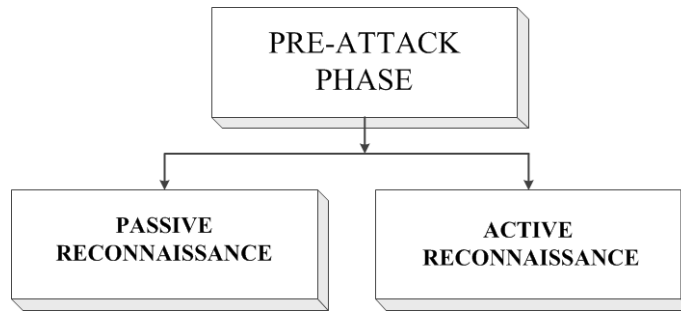 PRE-ATTACK
PHASE
PASSIVE
RECONNAISSANCE
ACTIVE
RECONNAISSANCE